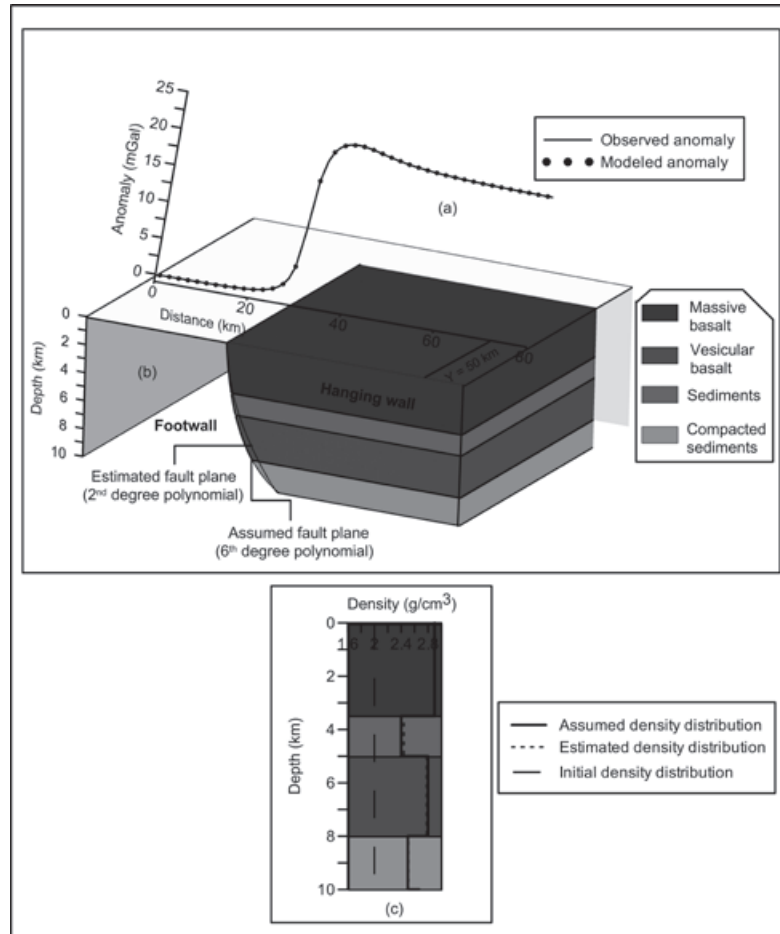 25
20
15
10
5
0
Anomaly (mGal)
Observed anomaly
Modeled anomaly
(a)
0
20
40
60
80
Distance (km)
Y = 50 km
0
2
4
6
8
10
Depth (km)
(b)
Hanging wall
Footwall
Estimated fault plane
(2nd degree polynomial)
Assumed fault plane
(6th degree polynomial)
Massive
basalt
Vesicular
basalt
Sediments
Compacted
sediments
Density (g/cm3)
1.6 2 2.4 2.8
0
2
4
6
8
10
Depth (km)
(c)
Assumed density distribution
Estimated density distribution
Initial density distribution